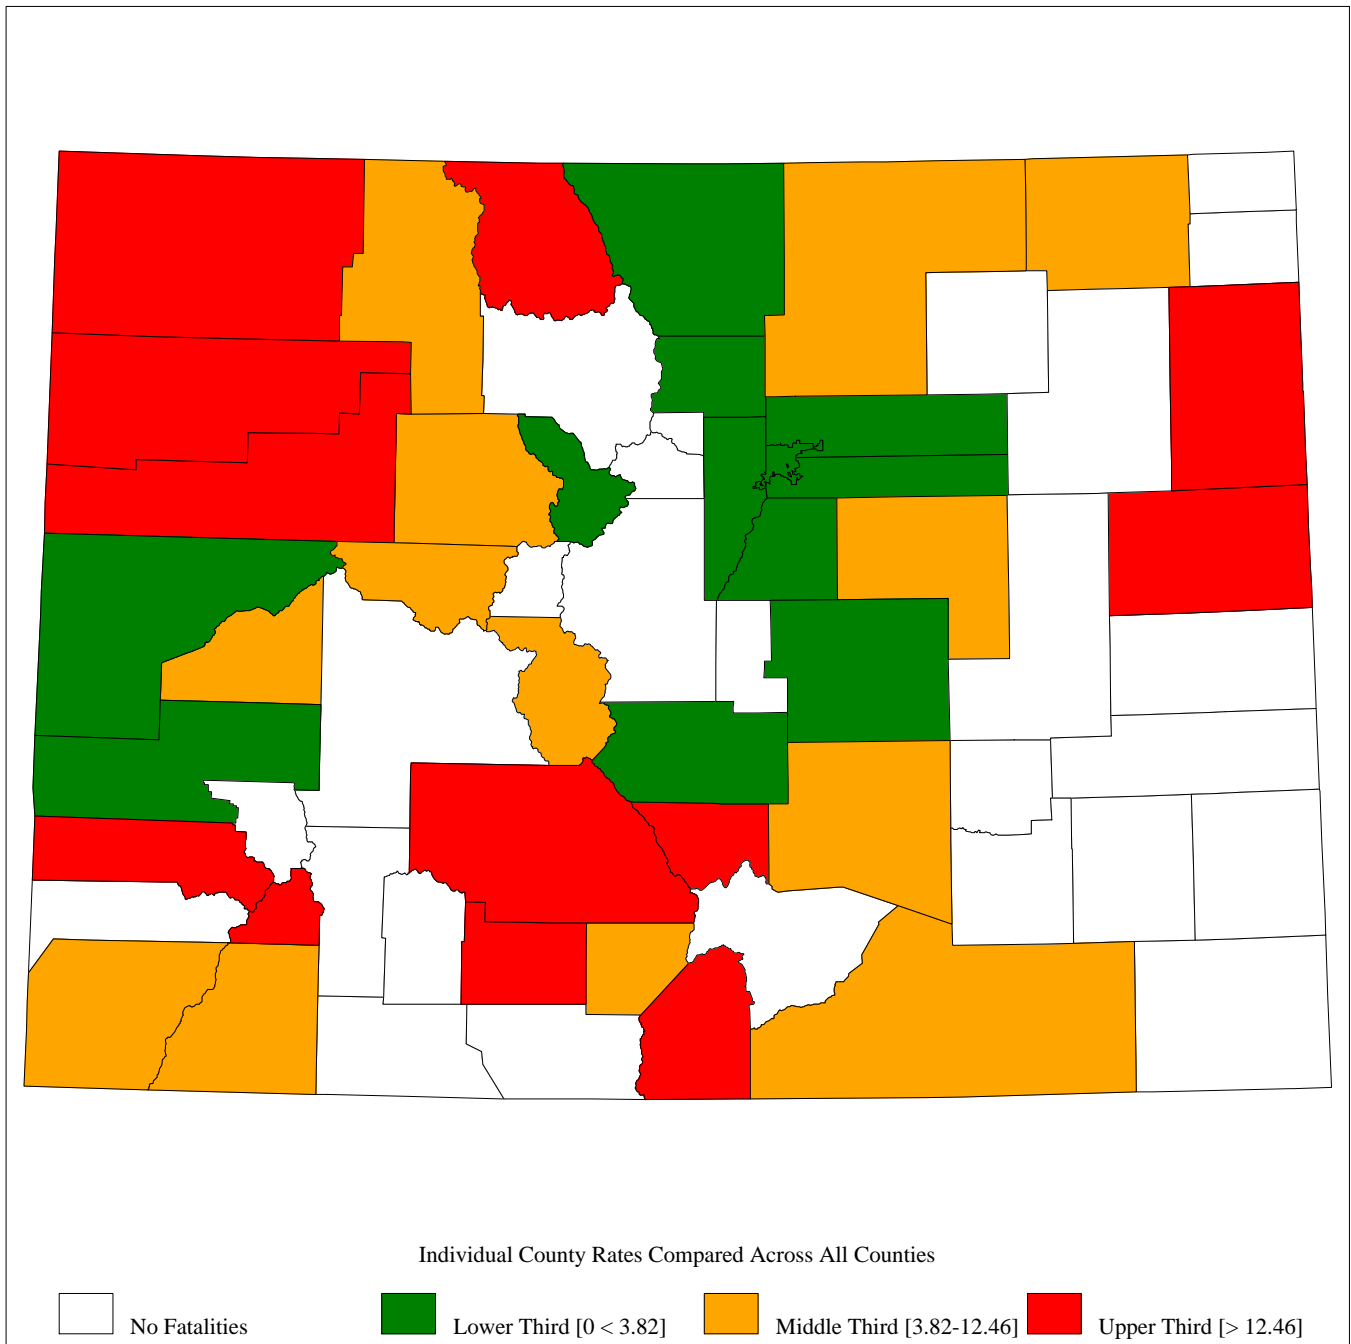 Individual County Rates Compared Across All Counties
No Fatalities Lower Third [0 < 3.82] Middle Third [3.82-12.46] Upper Third [> 12.46]